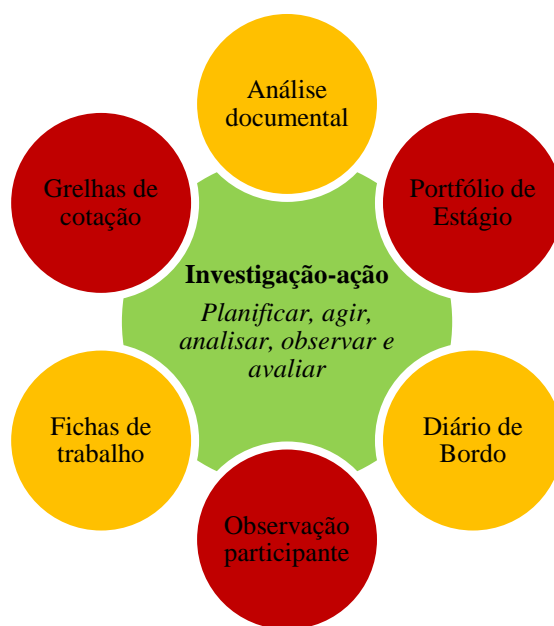 Análise
documental
Grelhas de
cotação
Portfólio de
Estágio
Investigação-ação
Planificar, agir,
analisar, observar e
avaliar
Fichas de
trabalho
Diário de
Bordo
Observação
participante